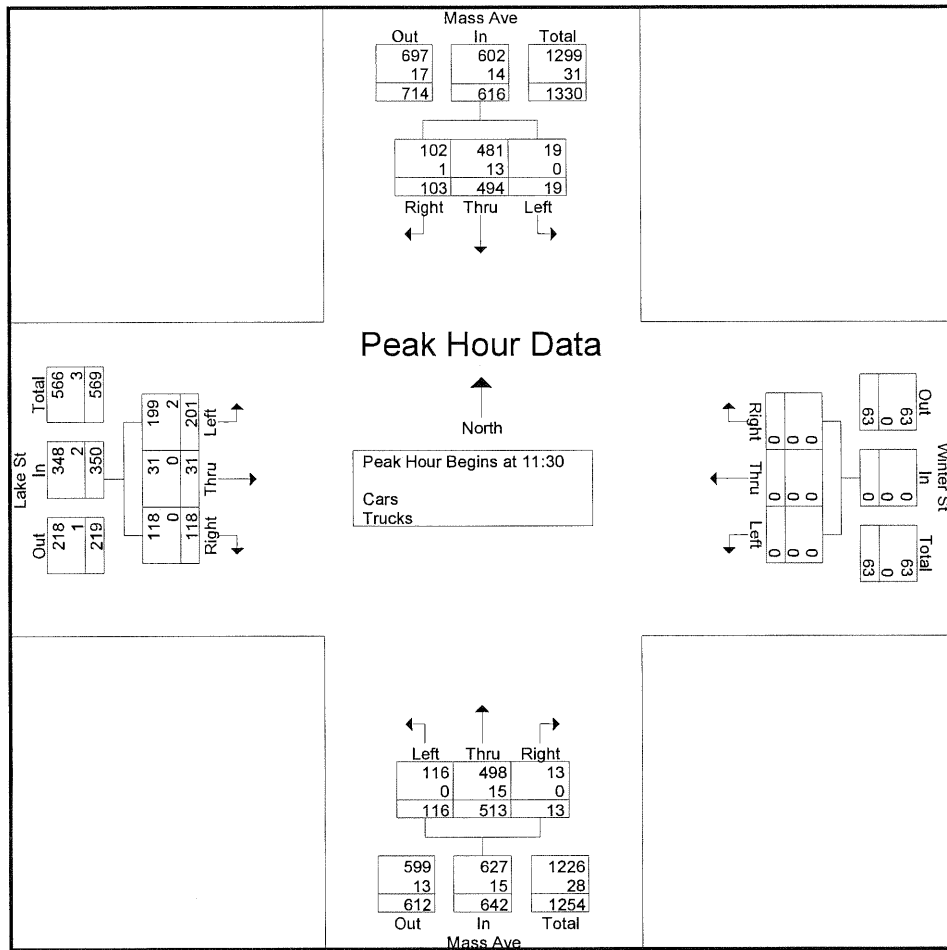 Mass Ave
Out In Total
697 602 1299
17 14 31
714 616 1330
102 481 19
1 13 0
103 494 19
Right Thru Left
Peak Hour Data
North
Peak Hour Begins at 11:30
Cars
Trucks
Lake St
Total In Out
566 348 218
3 2 1
569 350 219
199 31 118
2 0 0
201 31 118
Left Thru Right
Right Thru Left
0 0 0
0 0 0
0 0 0
Winter St
Out In Total
63 0 63
0 0 0
63 0 63
Left Thru Right
116 498 13
0 15 0
116 513 13
599 627 1226
13 15 28
612 642 1254
Out In Total
Mass Ave